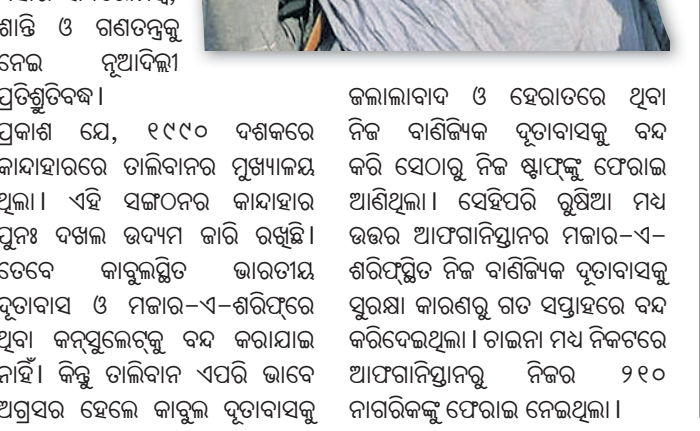 ଶାନ୍ତି ଓ ଗଣତନ୍ତ୍ରକୁ
ନେଇ ନୂଆଦିଲ୍ଲୀ
ପ୍ରତିଶ୍ରୁତିବଦ୍ଧ।
ପ୍ରକାଶ ଯେ, ୧୯୯୦ ଦଶକରେ
କାନ୍ଦାହାରରେ ତାଲିବାନର ମୁଖ୍ୟାଳୟ
ଥିଲା। ଏହି ସଙ୍ଗଠନର କାନ୍ଦାହାର
ପୁନଃ ଦଖଲ ଉଦ୍ୟମ ଜାରି ରଖିଛି।
ତେବେ କାବୁଲସ୍ଥିତ ଭାରତୀୟ
ଦୂତାବାସ ଓ ମଜାର-ଏ-ଶରିଫ୍‌ରେ
ଥିବା କନ୍‌ସୁଲେଟ୍‌କୁ ବନ୍ଦ କରାଯାଇ
ନାହିଁ। କିନ୍ତୁ ତାଲିବାନ ଏପରି ଭାବେ
ଅଗ୍ରସର ହେଲେ କାବୁଲ ଦୂତାବାସକୁ
ଜଲାଲାବାଦ ଓ ହେରାତରେ ଥିବା
ନିଜ ବାଣିଜ୍ୟିକ ଦୂତାବାସକୁ ବନ୍ଦ
କରି ସେଠାରୁ ନିଜ ଷ୍ଟାଫ୍‌ଙ୍କୁ ଫେରାଇ
ଆଣିଥିଲା। ସେହିପରି ରୁଷିଆ ମଧ୍ୟ
ଉତ୍ତର ଆଫଗାନିସ୍ତାନର ମଜାର-ଏ-
ଶରିଫ୍‌ସ୍ଥିତ ନିଜ ବାଣିଜ୍ୟିକ ଦୂତାବାସକୁ
ସୁରକ୍ଷା କାରଣରୁ ଗତ ସପ୍ତାହରେ ବନ୍ଦ
କରିଦେଇଥିଲା। ଚାଇନା ମଧ୍ୟ ନିକଟରେ
ଆଫଗାନିସ୍ତାନରୁ ନିଜର ୨୧୦
ନାଗରିକଙ୍କୁ ଫେରାଇ ନେଇଥିଲା।